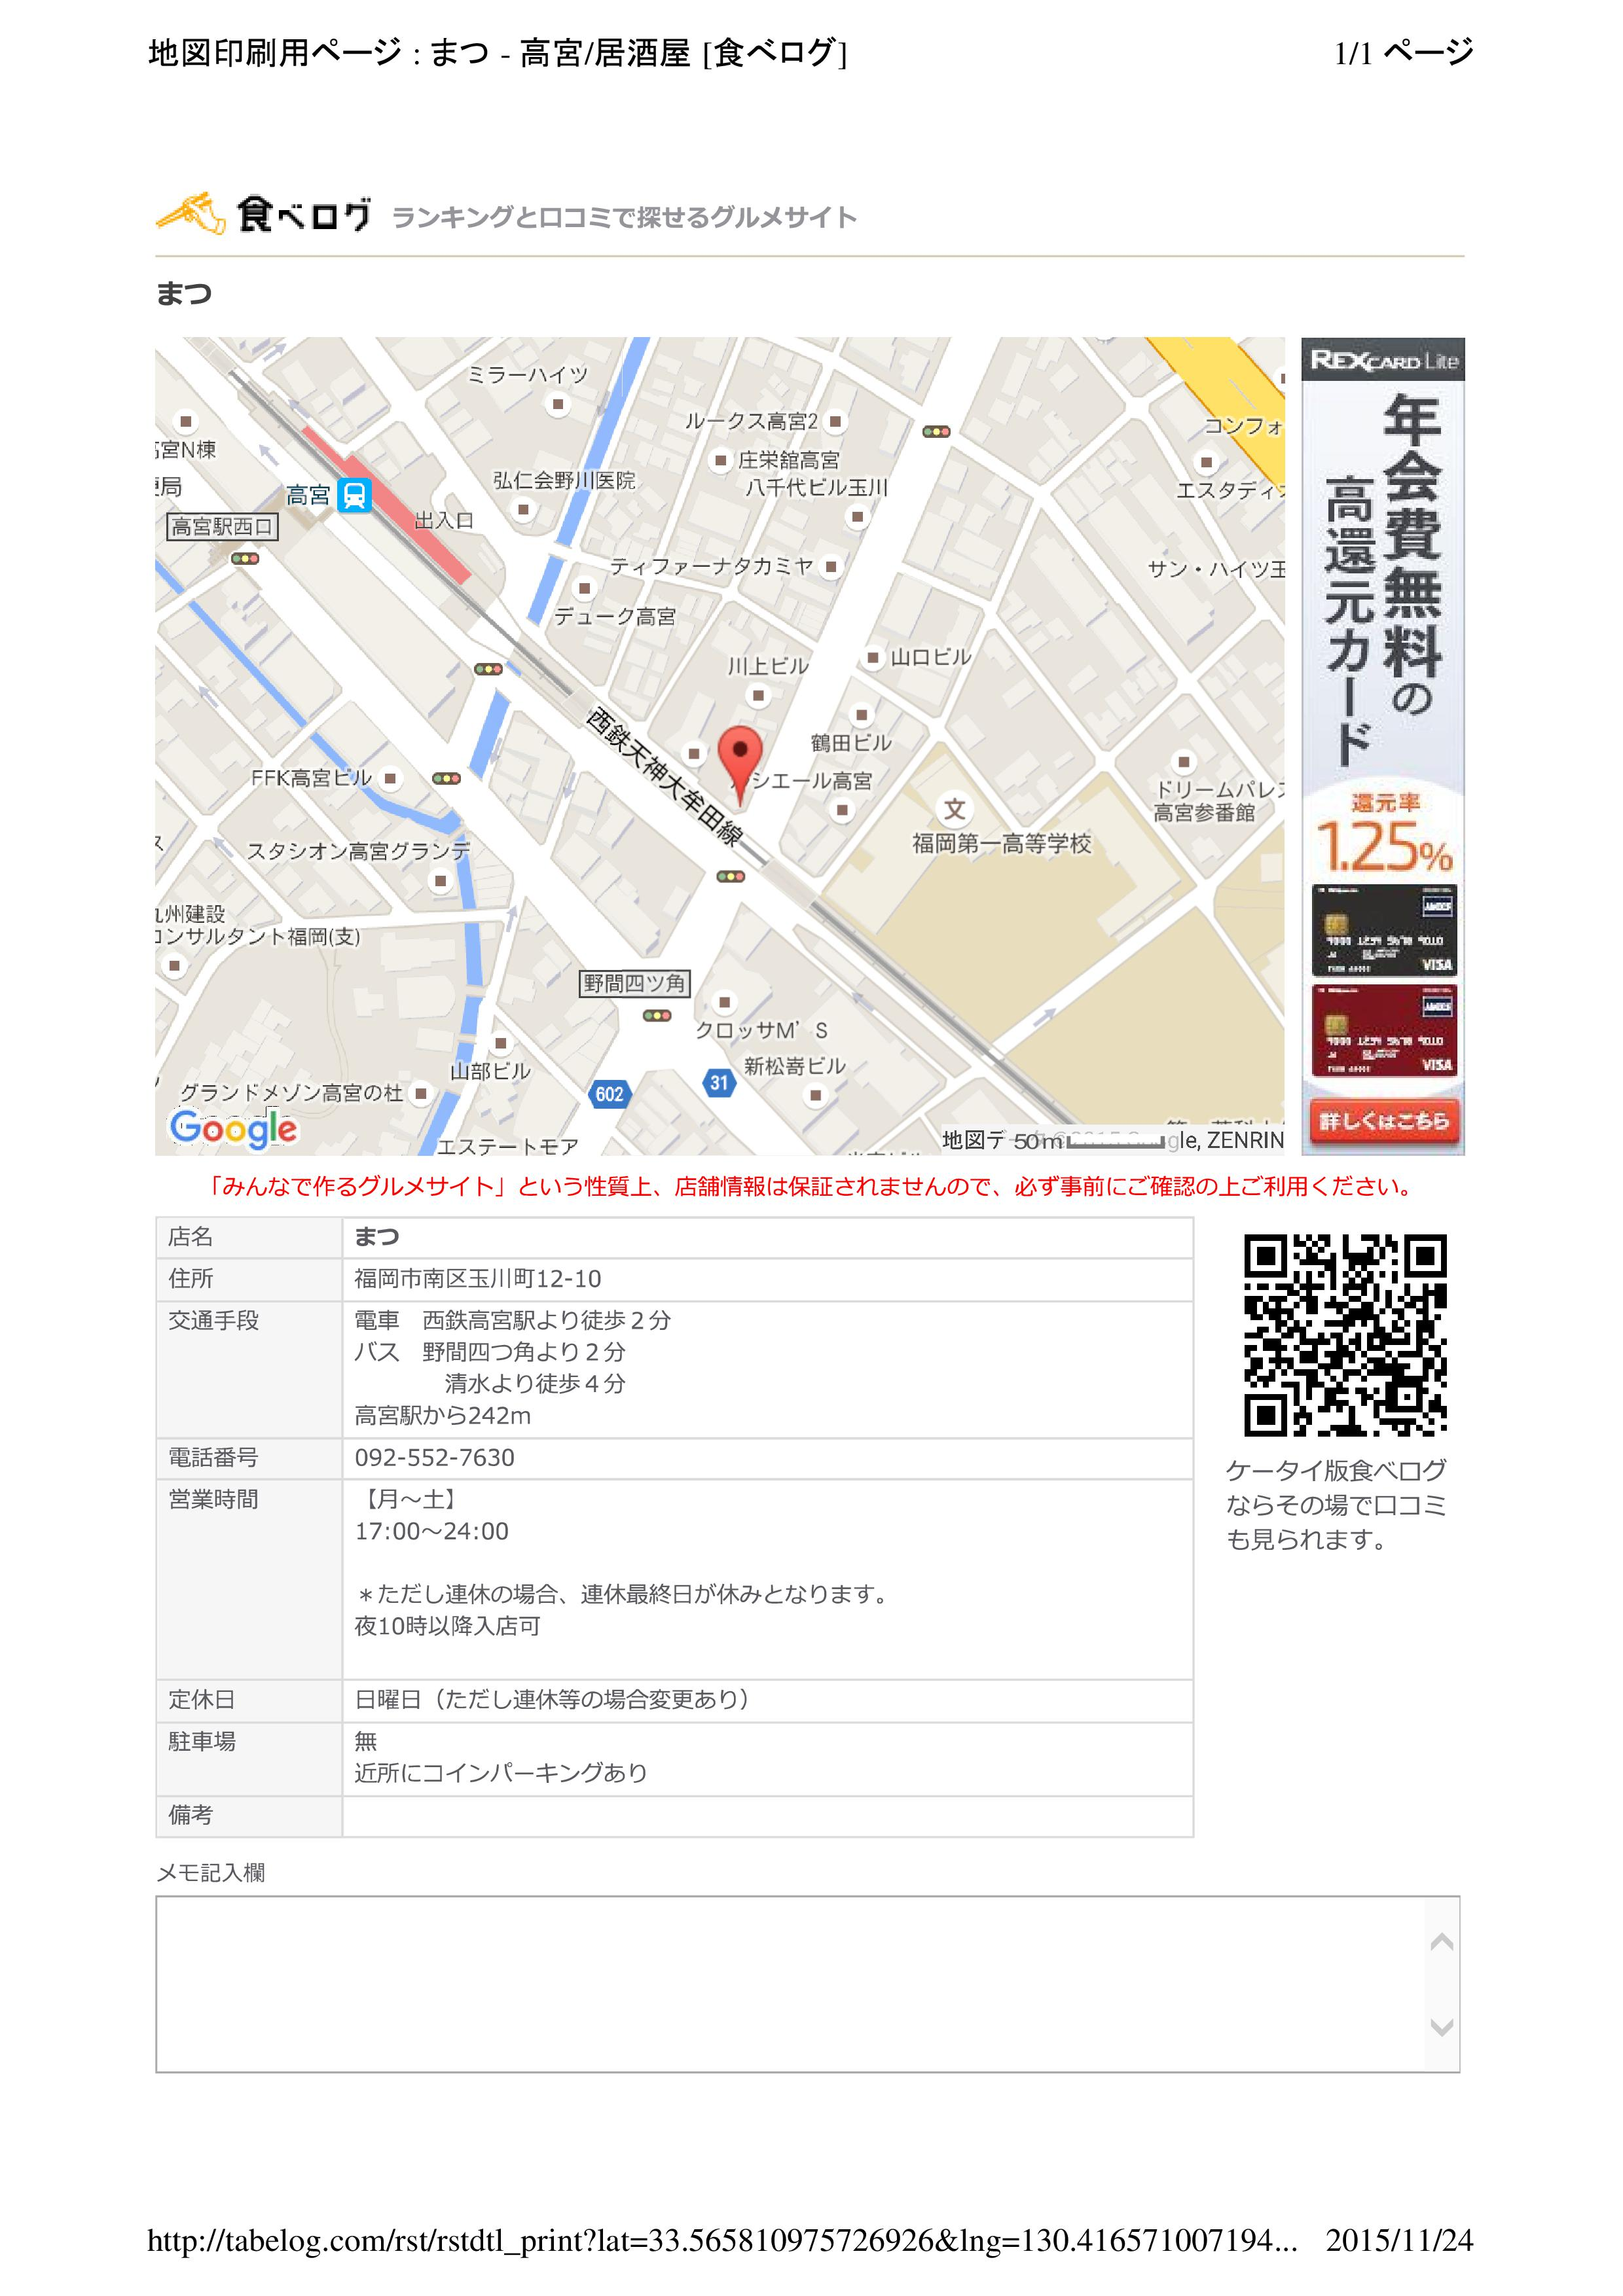 地図印刷用ページ : まつ - 高宮/居酒屋 [食べログ]
1/1 ページ
食べログ ランキングと口コミで探せるグルメサイト
まつ
ミラーハイツ
ルークス高宮2
コンフォ
宮N棟
庄栄舘高宮
局
高宮
弘仁会野川医院
八千代ビル玉川
エスタディ
高宮駅西口
出入口
ティファーナタカミヤ
サン・ハイツ玉
デューク高宮
川上ビル
山口ビル
西鉄天神大牟田線
鶴田ビル
FFK高宮ビル
シエール高宮
ドリームパレ
高宮参番館
文
福岡第一高等学校
スタシオン高宮グランデ
ス
九州建設
コンサルタント福岡(支)
野間四ツ角
クロッサM’S
山部ビル
新松嵜ビル
31
602
グランドメゾン高宮の杜
Google
エステートモア
地図デ
50m
gle, ZENRIN
REXCARD Lite
年会費無料の
高還元カード
還元率
1.25%
VISA
VISA
詳しくはこちら
「みんなで作るグルメサイト」という性質上、店舗情報は保証されませんので、必ず事前にご確認の上ご利用ください。
店名 まつ
住所 福岡市南区玉川町12-10
交通手段 電車　西鉄高宮駅より徒歩２分
バス　野間四つ角より２分
清水より徒歩４分
高宮駅から242m
電話番号 092-552-7630
営業時間 【月～土】
17:00～24:00
＊ただし連休の場合、連休最終日が休みとなります。
夜10時以降入店可
定休日 日曜日（ただし連休等の場合変更あり）
駐車場 無
近所にコインパーキングあり
備考
ケータイ版食べログ
ならその場で口コミ
も見られます。
メモ記入欄
http://tabelog.com/rst/rstdtl_print?lat=33.565810975726926&lng=130.416571007194...
2015/11/24